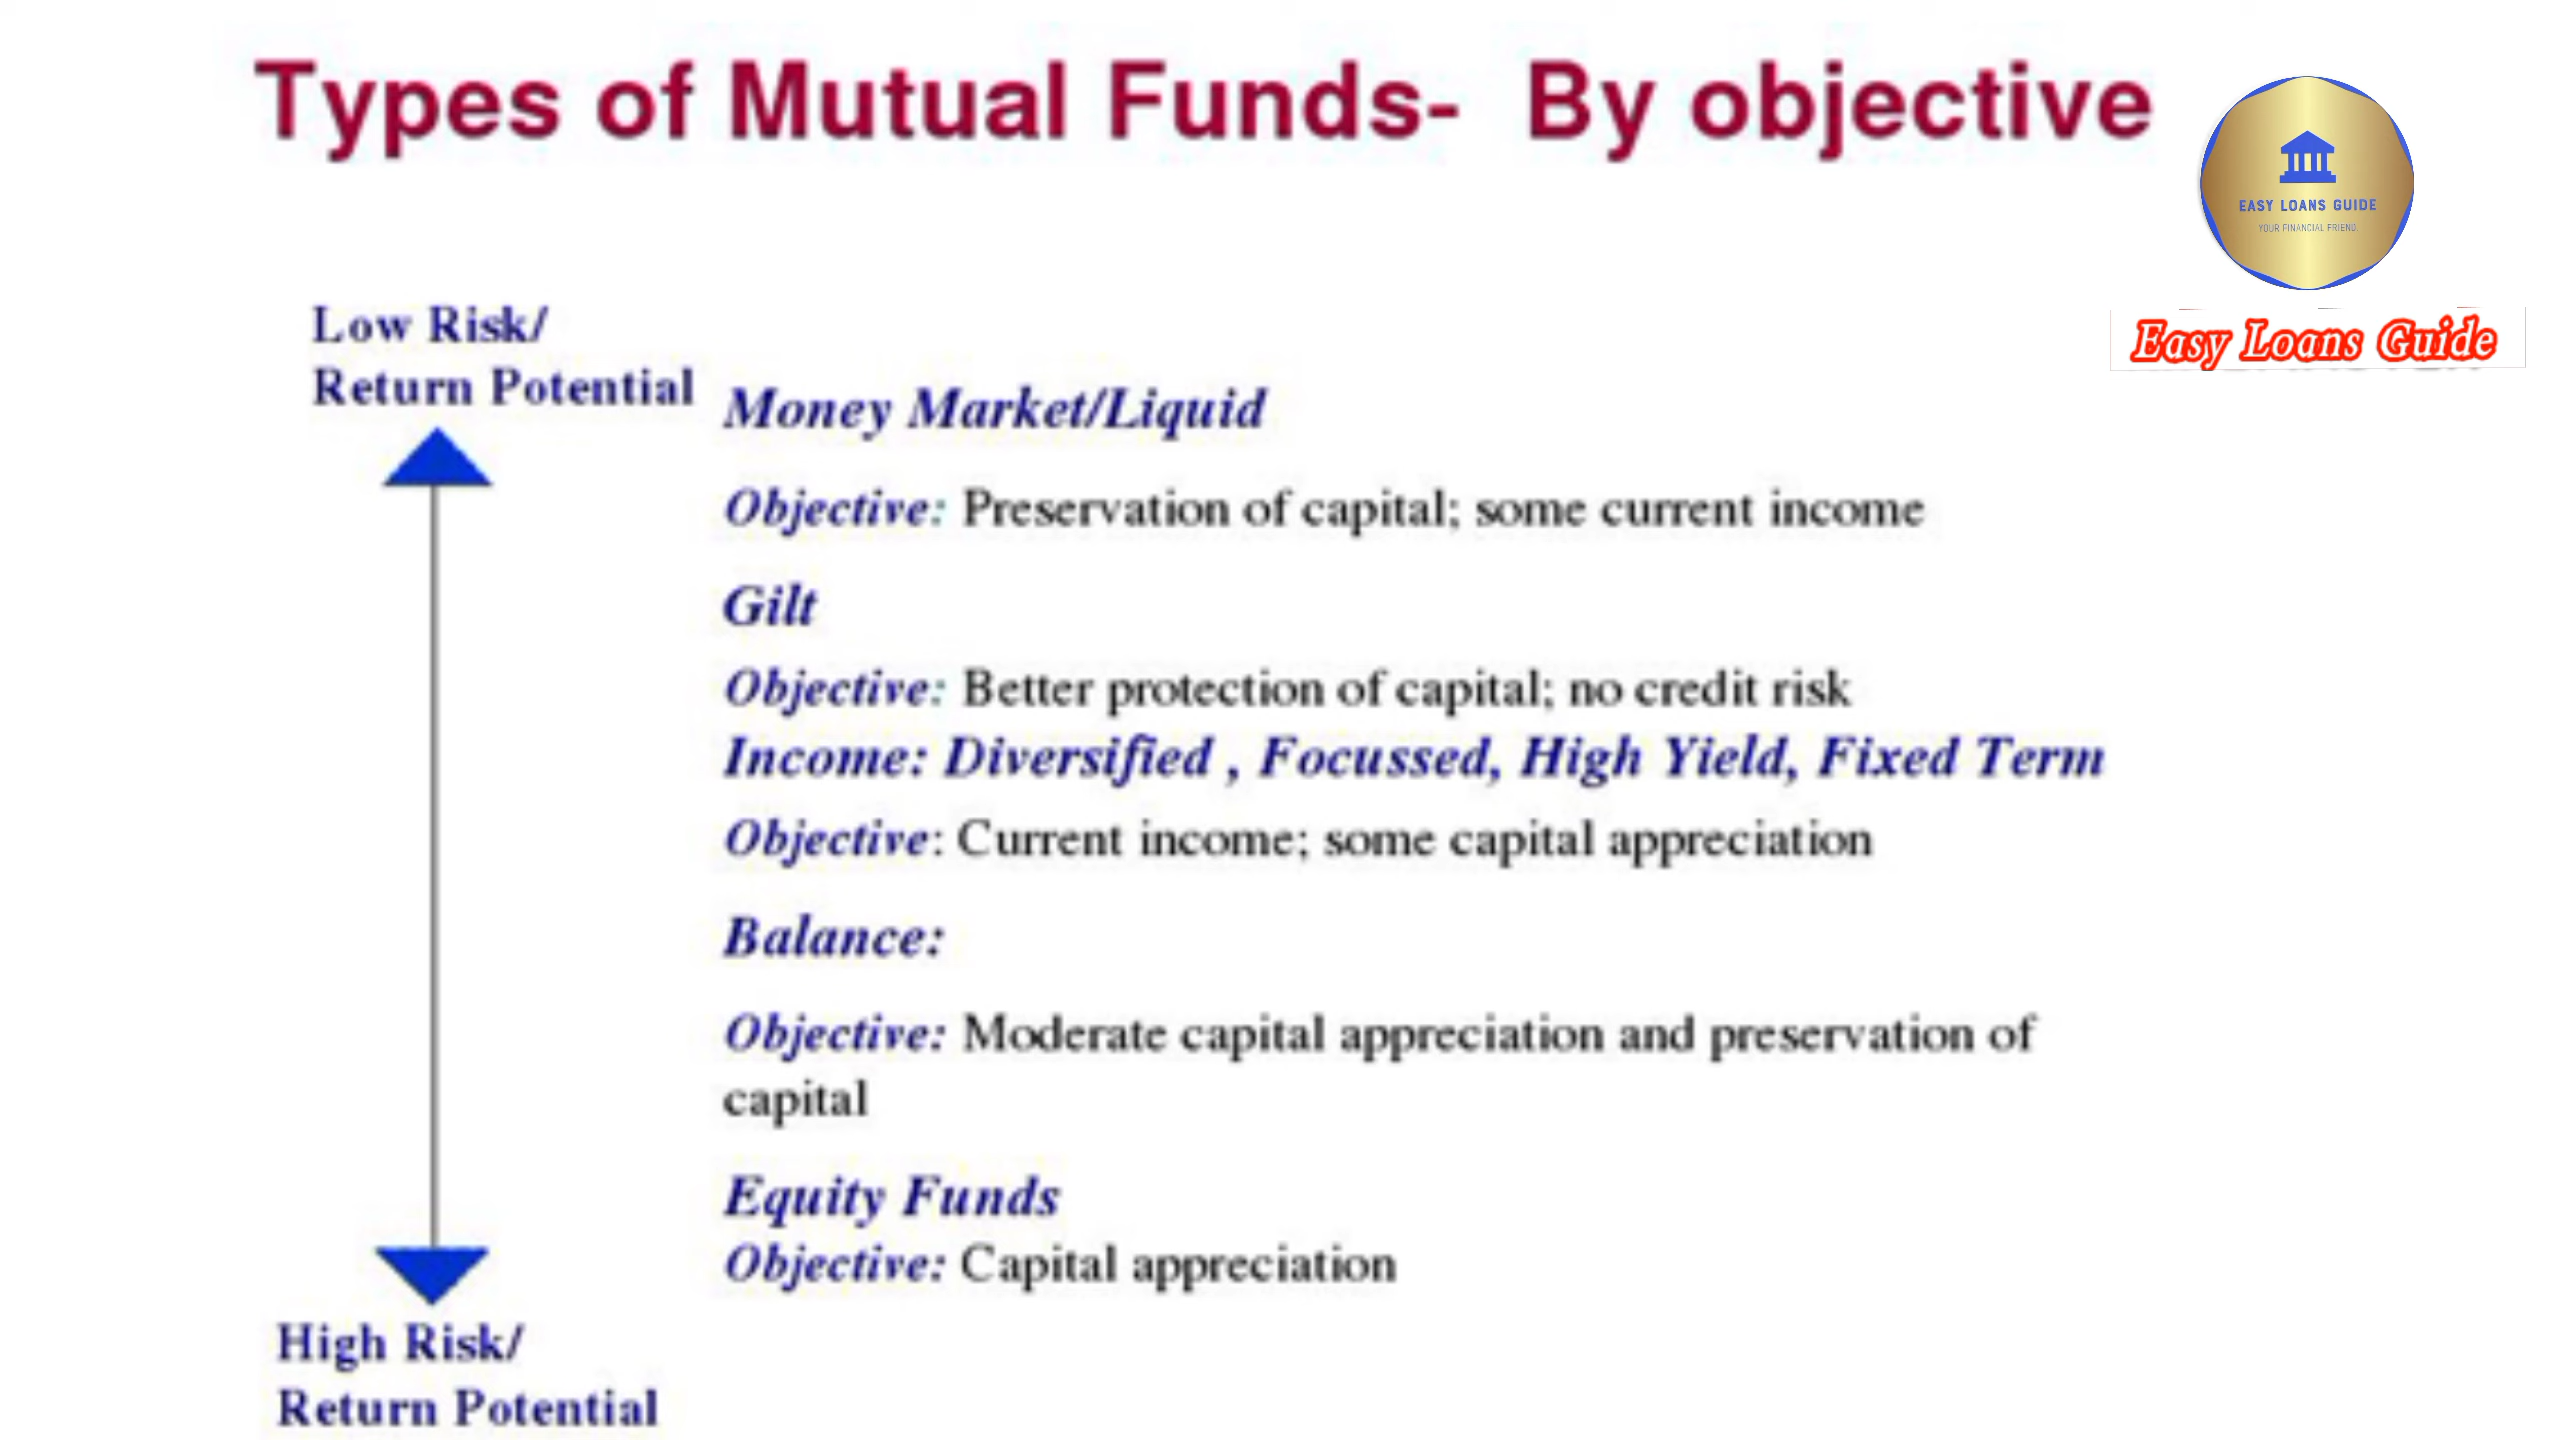 Types of Mutual Funds- By objective
EASY LOANS GUIDE
YOUR FINANCIAL FRIEND.
Easy Loans Guide
Low Risk/
Return Potential
Money Market/Liquid
Objective: Preservation of capital; some current income
Gilt
Objective: Better protection of capital; no credit risk
Income: Diversified , Focussed, High Yield, Fixed Term
Objective: Current income; some capital appreciation
Balance:
Objective: Moderate capital appreciation and preservation of
capital
Equity Funds
Objective: Capital appreciation
High Risk/
Return Potential